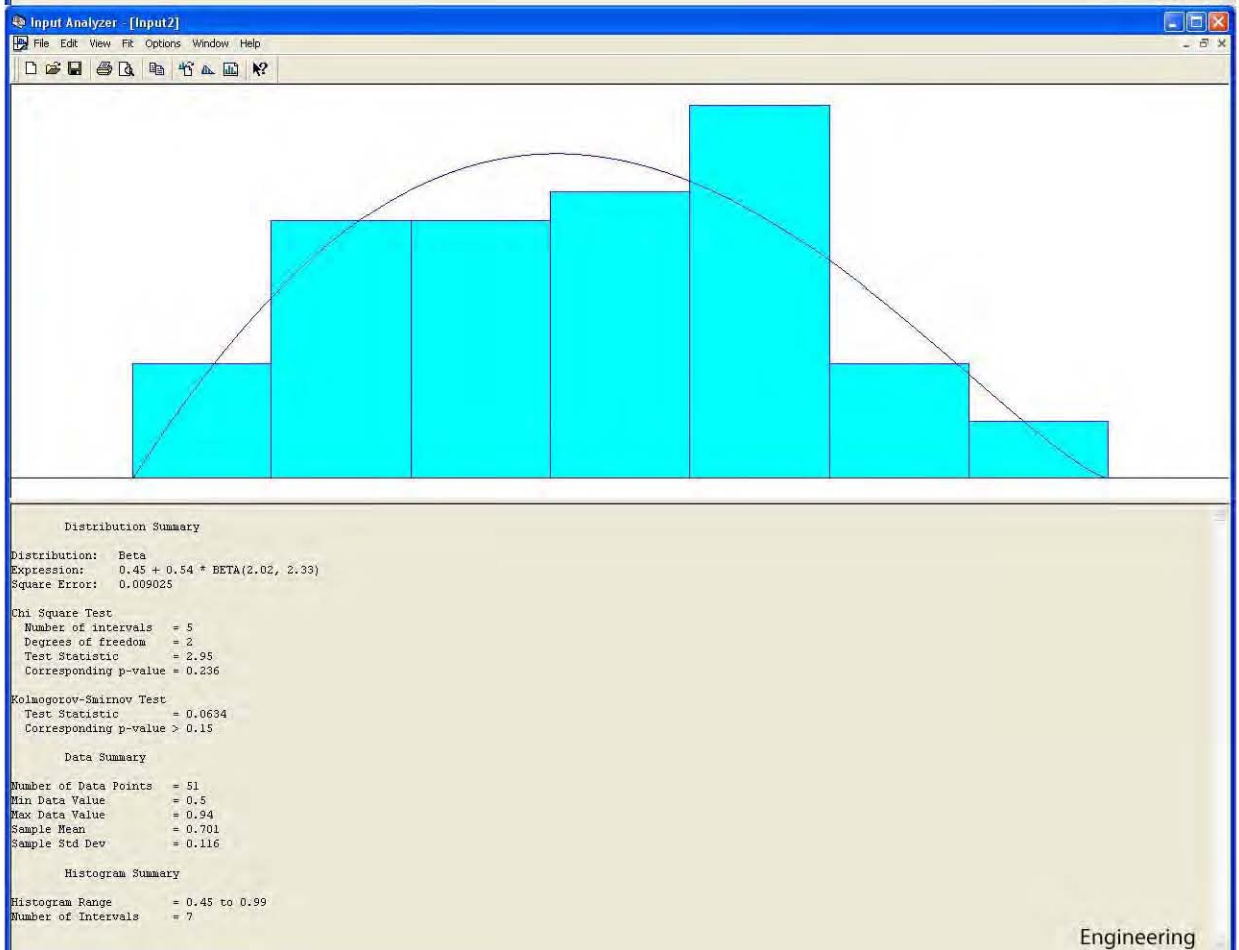 Input Analyzer - [Input2]
File Edit View Fit Options Window Help
Distribution Summary
Distribution: Beta
Expression: 0.45 + 0.54 * BETA(2.02, 2.33)
Square Error: 0.009025
Chi Square Test
Number of intervals = 5
Degrees of freedom = 2
Test Statistic = 2.95
Corresponding p-value = 0.236
Kolmogorov-Smirnov Test
Test Statistic = 0.0634
Corresponding p-value > 0.15
Data Summary
Number of Data Points = 51
Min Data Value = 0.5
Max Data Value = 0.94
Sample Mean = 0.701
Sample Std Dev = 0.116
Histogram Summary
Histogram Range = 0.45 to 0.99
Number of Intervals = 7
Engineering